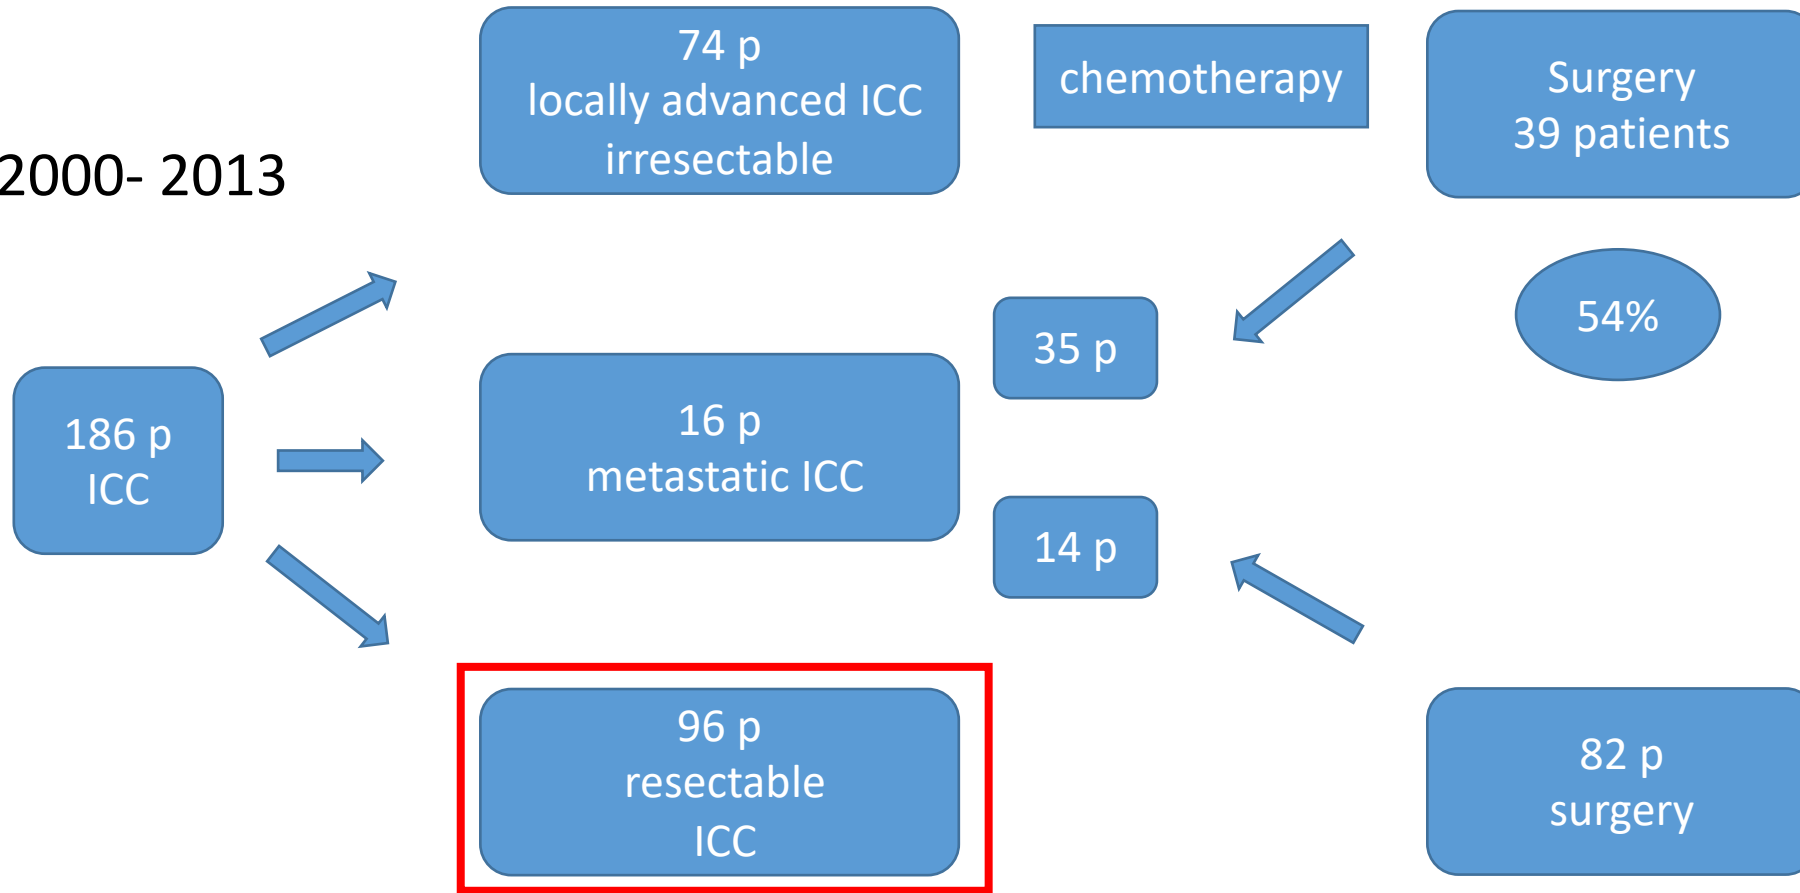 2000- 2013
186 p
ICC
74 p
locally advanced ICC
irresectable
chemotherapy
Surgery
39 patients
54%
35 p
16 p
metastatic ICC
14 p
96 p
resectable
ICC
82 p
surgery